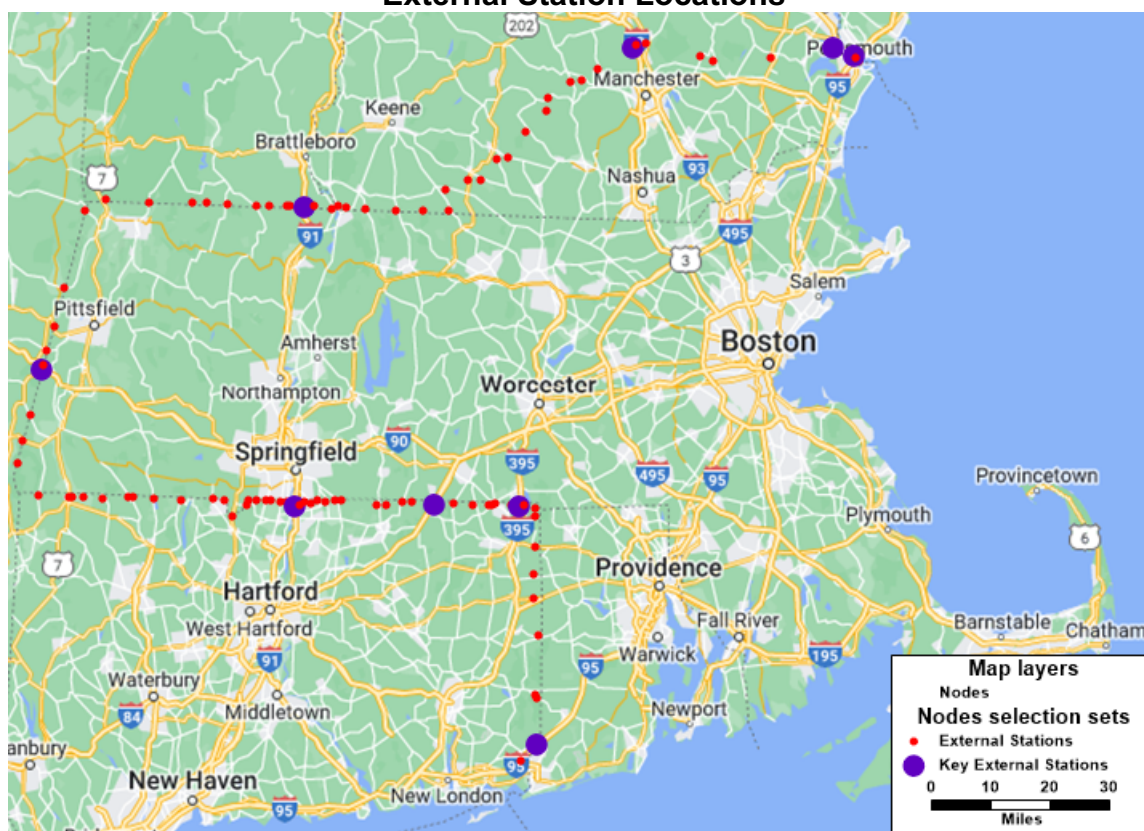 External Station Locations
202
Portsmouth
Manchester
95
Keene
Brattleboro
7
93
Nashua
91
495
3
Salem
Pittsfield
Boston
Amherst
Northampton
Worcester
90
Springfield
395
495
95
Provincetown
395
Plymouth
6
7
Providence
Hartford
West Hartford
Fall River
Barnstable
Chatham
91
95
Warwick
195
Waterbury
Middletown
84
Newport
anbury
95
New Haven
New London
95
Map layers
Nodes
Nodes selection sets
External Stations
Key External Stations
0 10 20 30
Miles